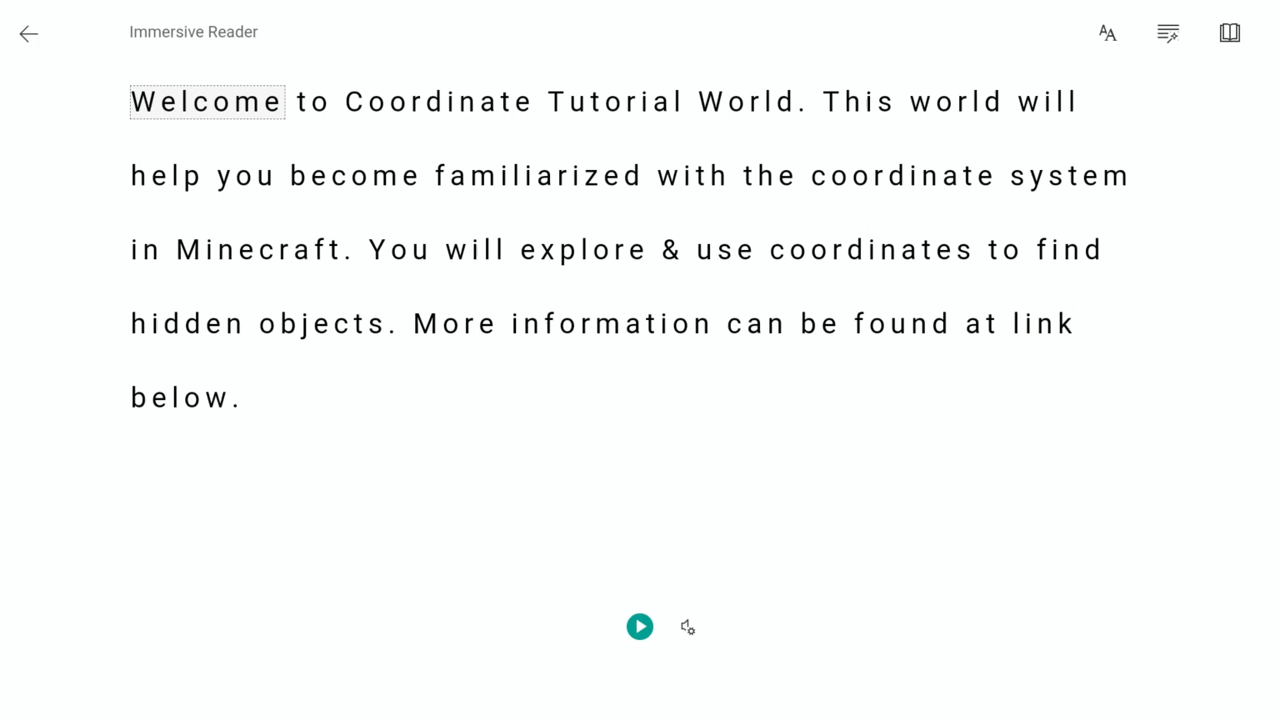 Immersive Reader
Welcome to Coordinate Tutorial World. This world will
help you become familiarized with the coordinate system
in Minecraft. You will explore & use coordinates to find
hidden objects. More information can be found at link
below.